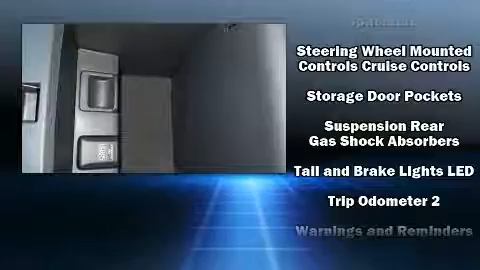 Steering Wheel Mounted
Controls Cruise Controls
Storage Door Pockets
Suspension Rear
Gas Shock Absorbers
Tail and Brake Lights LED
Trip Odometer 2
Warnings and Reminders